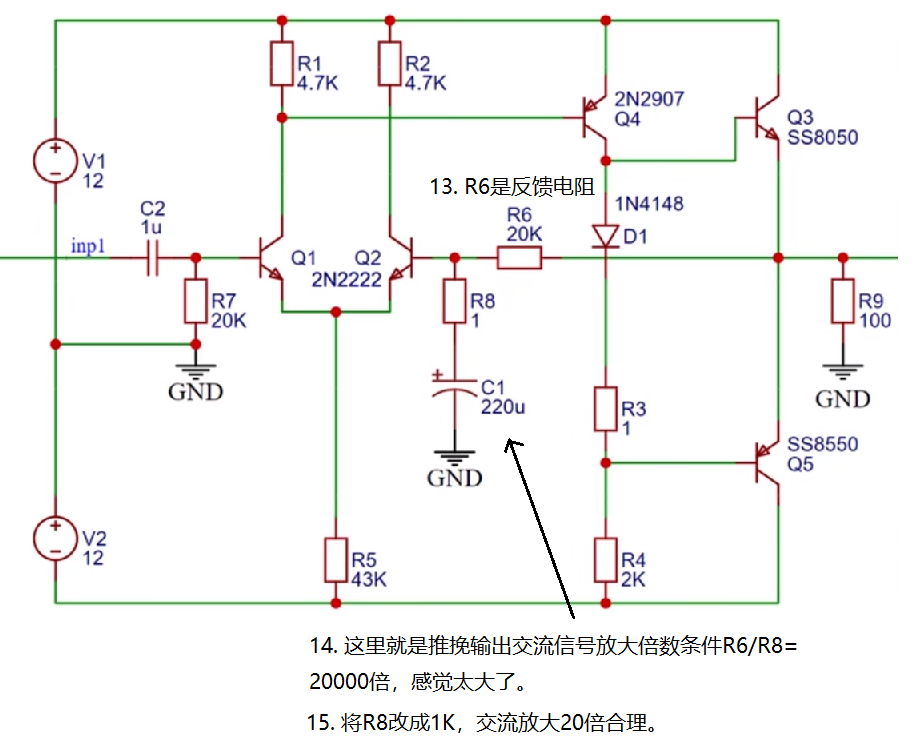 R1
4.7K
R2
4.7K
2N2907
Q4
Q3
SS8050
V1
12
13. R6是反馈电阻
C2
1u
inp1
R6
20K
1N4148
D1
Q1
Q2
2N2222
R7
20K
R8
1
R9
100
GND
C1
220u
GND
GND
R3
1
SS8550
Q5
V2
12
R5
43K
R4
2K
14. 这里就是推挽输出交流信号放大倍数条件R6/R8=
20000倍，感觉太大了。
15. 将R8改成1K，交流放大20倍合理。